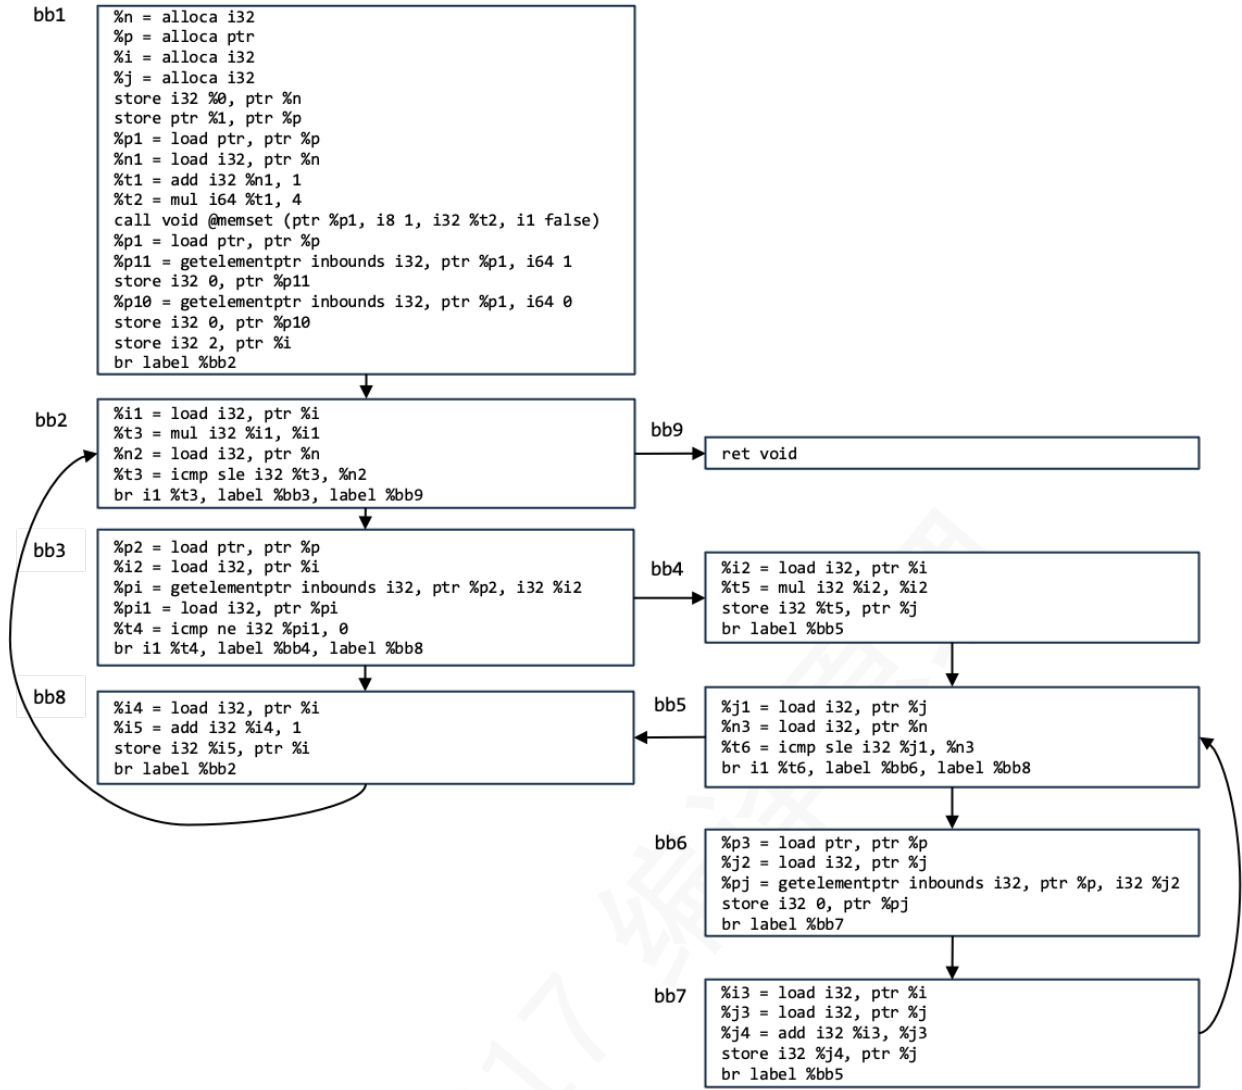 bb1
%n = alloca i32
%p = alloca ptr
%i = alloca i32
%j = alloca i32
store i32 %0, ptr %n
store ptr %1, ptr %p
%p1 = load ptr, ptr %p
%n1 = load i32, ptr %n
%t1 = add i32 %n1, 1
%t2 = mul i64 %t1, 4
call void @memset (ptr %p1, i8 1, i32 %t2, i1 false)
%p1 = load ptr, ptr %p
%p11 = getelementptr inbounds i32, ptr %p1, i64 1
store i32 0, ptr %p11
%p10 = getelementptr inbounds i32, ptr %p1, i64 0
store i32 0, ptr %p10
store i32 2, ptr %i
br label %bb2
bb2
%i1 = load i32, ptr %i
%t3 = mul i32 %i1, %i1
%n2 = load i32, ptr %n
%t3 = icmp sle i32 %t3, %n2
br i1 %t3, label %bb3, label %bb9
bb9
ret void
bb3
%p2 = load ptr, ptr %p
%i2 = load i32, ptr %i
%pi = getelementptr inbounds i32, ptr %p2, i32 %i2
%pi1 = load i32, ptr %pi
%t4 = icmp ne i32 %pi1, 0
br i1 %t4, label %bb4, label %bb8
bb4
%i2 = load i32, ptr %i
%t5 = mul i32 %i2, %i2
store i32 %t5, ptr %j
br label %bb5
bb8
%i4 = load i32, ptr %i
%i5 = add i32 %i4, 1
store i32 %i5, ptr %i
br label %bb2
bb5
%j1 = load i32, ptr %j
%n3 = load i32, ptr %n
%t6 = icmp sle i32 %j1, %n3
br i1 %t6, label %bb6, label %bb8
bb6
%p3 = load ptr, ptr %p
%j2 = load i32, ptr %j
%pj = getelementptr inbounds i32, ptr %p, i32 %j2
store i32 0, ptr %pj
br label %bb7
bb7
%i3 = load i32, ptr %i
%j3 = load i32, ptr %j
%j4 = add i32 %i3, %j3
store i32 %j4, ptr %j
br label %bb5